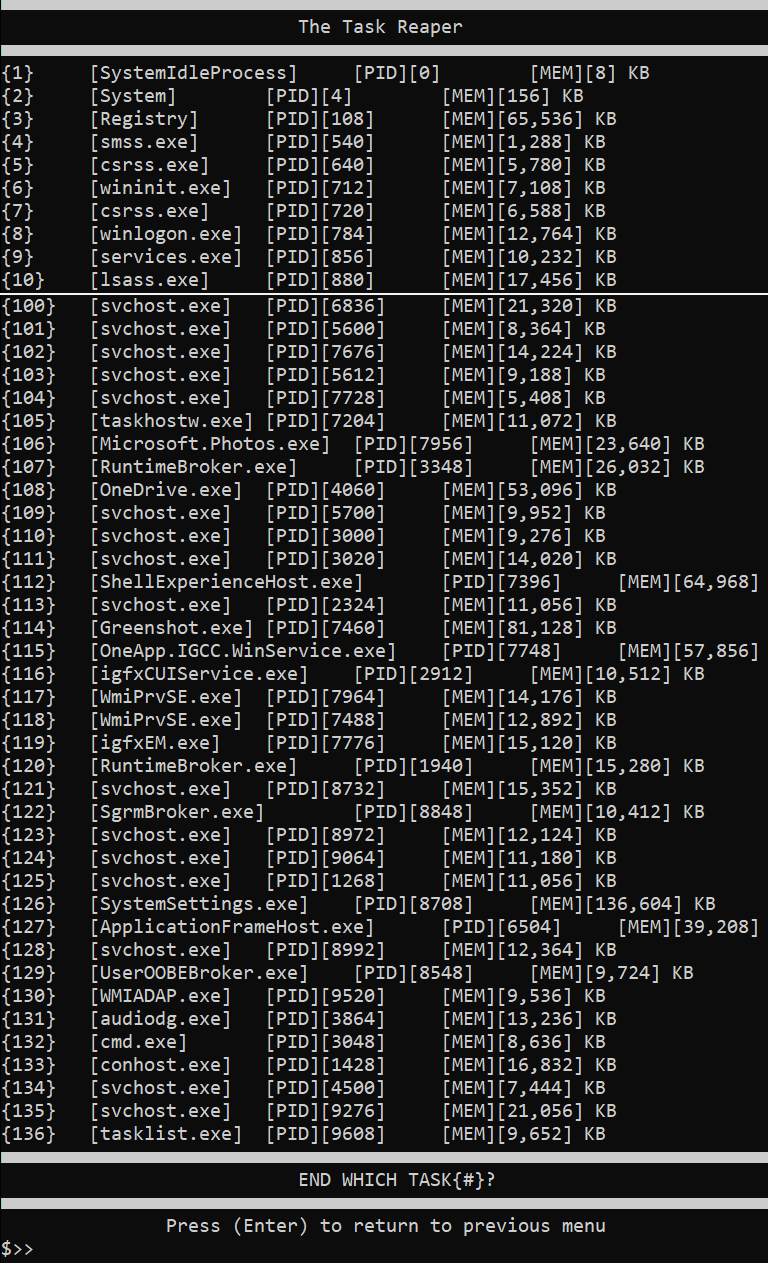 The Task Reaper
{1} [SystemIdleProcess] [PID][0] [MEM][8] KB
{2} [System] [PID][4] [MEM][156] KB
{3} [Registry] [PID][108] [MEM][65,536] KB
{4} [smss.exe] [PID][540] [MEM][1,288] KB
{5} [csrss.exe] [PID][640] [MEM][5,780] KB
{6} [wininit.exe] [PID][712] [MEM][7,108] KB
{7} [csrss.exe] [PID][720] [MEM][6,588] KB
{8} [winlogon.exe] [PID][784] [MEM][12,764] KB
{9} [services.exe] [PID][856] [MEM][10,232] KB
{10} [lsass.exe] [PID][880] [MEM][17,456] KB
{100} [svchost.exe] [PID][6836] [MEM][21,320] KB
{101} [svchost.exe] [PID][5600] [MEM][8,364] KB
{102} [svchost.exe] [PID][7676] [MEM][14,224] KB
{103} [svchost.exe] [PID][5612] [MEM][9,188] KB
{104} [svchost.exe] [PID][7728] [MEM][5,408] KB
{105} [taskhostw.exe] [PID][7204] [MEM][11,072] KB
{106} [Microsoft.Photos.exe] [PID][7956] [MEM][23,640] KB
{107} [RuntimeBroker.exe] [PID][3348] [MEM][26,032] KB
{108} [OneDrive.exe] [PID][4060] [MEM][53,096] KB
{109} [svchost.exe] [PID][5700] [MEM][9,952] KB
{110} [svchost.exe] [PID][3000] [MEM][9,276] KB
{111} [svchost.exe] [PID][3020] [MEM][14,020] KB
{112} [ShellExperienceHost.exe] [PID][7396] [MEM][64,968]
{113} [svchost.exe] [PID][2324] [MEM][11,056] KB
{114} [Greenshot.exe] [PID][7460] [MEM][81,128] KB
{115} [OneApp.IGCC.WinService.exe] [PID][7748] [MEM][57,856]
{116} [igfxCUIService.exe] [PID][2912] [MEM][10,512] KB
{117} [WmiPrvSE.exe] [PID][7964] [MEM][14,176] KB
{118} [WmiPrvSE.exe] [PID][7488] [MEM][12,892] KB
{119} [igfxEM.exe] [PID][7776] [MEM][15,120] KB
{120} [RuntimeBroker.exe] [PID][1940] [MEM][15,280] KB
{121} [svchost.exe] [PID][8732] [MEM][15,352] KB
{122} [SgrmBroker.exe] [PID][8848] [MEM][10,412] KB
{123} [svchost.exe] [PID][8972] [MEM][12,124] KB
{124} [svchost.exe] [PID][9064] [MEM][11,180] KB
{125} [svchost.exe] [PID][1268] [MEM][11,056] KB
{126} [SystemSettings.exe] [PID][8708] [MEM][136,604] KB
{127} [ApplicationFrameHost.exe] [PID][6504] [MEM][39,208]
{128} [svchost.exe] [PID][8992] [MEM][12,364] KB
{129} [UserOOBEBroker.exe] [PID][8548] [MEM][9,724] KB
{130} [WMIADAP.exe] [PID][9520] [MEM][9,536] KB
{131} [audiodg.exe] [PID][3864] [MEM][13,236] KB
{132} [cmd.exe] [PID][3048] [MEM][8,636] KB
{133} [conhost.exe] [PID][1428] [MEM][16,832] KB
{134} [svchost.exe] [PID][4500] [MEM][7,444] KB
{135} [svchost.exe] [PID][9276] [MEM][21,056] KB
{136} [tasklist.exe] [PID][9608] [MEM][9,652] KB
END WHICH TASK{#}?
Press (Enter) to return to previous menu
$>>